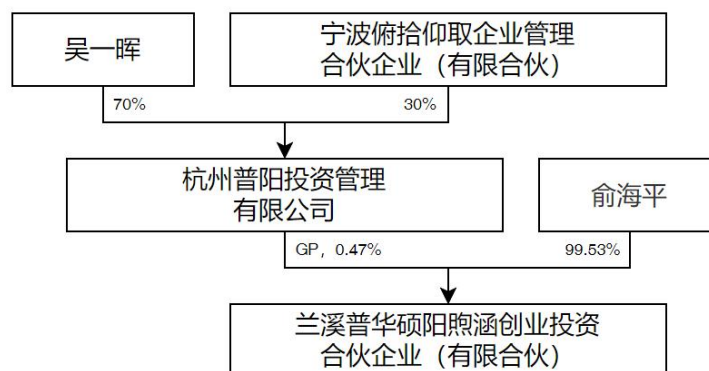 吴一晖
宁波俯拾仰取企业管理
合伙企业（有限合伙）
70%
30%
杭州普阳投资管理
有限公司
俞海平
GP，0.47%
99.53%
兰溪普华硕阳煦涵创业投资
合伙企业（有限合伙）